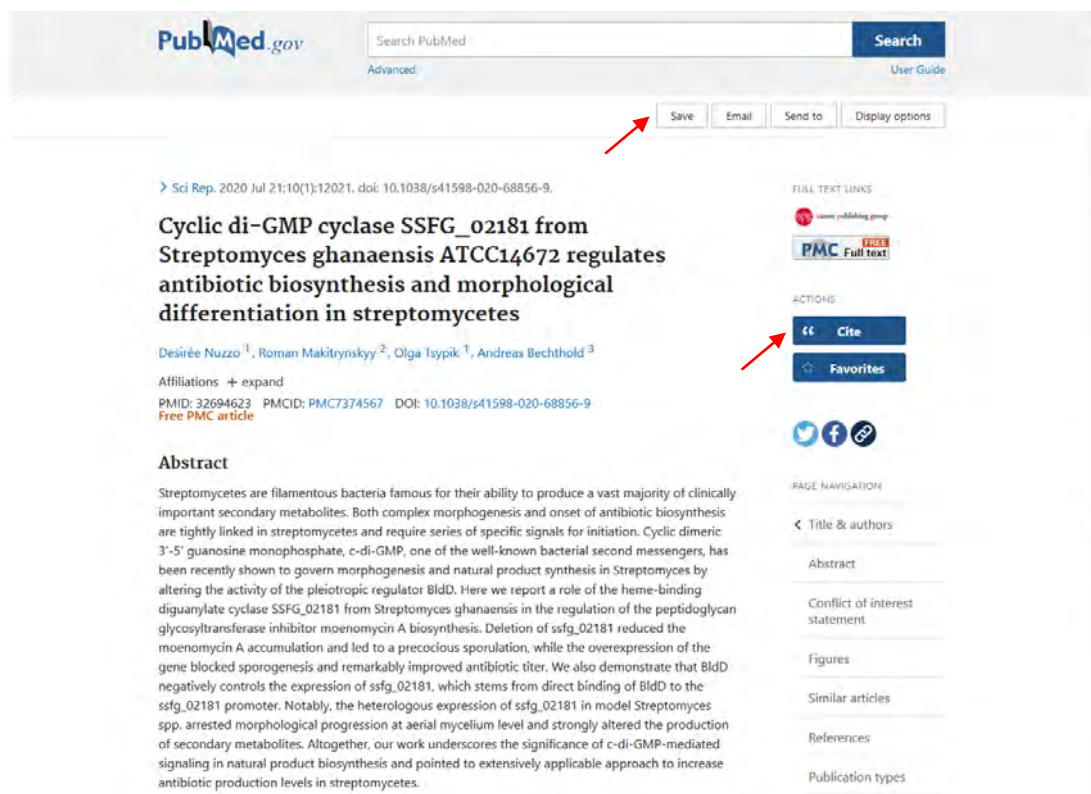 PubMed.gov
Search PubMed
Search
Advanced
User Guide
Save
Email
Send to
Display options
Sci Rep. 2020 Jul 21;10(1):12021. doi: 10.1038/s41598-020-68856-9.
Cyclic di-GMP cyclase SSFG_02181 from
Streptomyces ghanaensis ATCC14672 regulates
antibiotic biosynthesis and morphological
differentiation in streptomycetes
Desirèe Nuzzo 1, Roman Makitrynskyy 2, Olga Tsypik 1, Andreas Bechthold 3
Affiliations + expand
PMID: 32694623 PMCID: PMC7374567 DOI: 10.1038/s41598-020-68856-9
Free PMC article
Abstract
Streptomycetes are filamentous bacteria famous for their ability to produce a vast majority of clinically
important secondary metabolites. Both complex morphogenesis and onset of antibiotic biosynthesis
are tightly linked in streptomycetes and require series of specific signals for initiation. Cyclic dimeric
3'-5' guanosine monophosphate, c-di-GMP, one of the well-known bacterial second messengers, has
been recently shown to govern morphogenesis and natural product synthesis in Streptomyces by
altering the activity of the pleiotropic regulator BldD. Here we report a role of the heme-binding
diguanylate cyclase SSFG_02181 from Streptomyces ghanaensis in the regulation of the peptidoglycan
glycosyltransferase inhibitor moenomycin A biosynthesis. Deletion of ssfg_02181 reduced the
moenomycin A accumulation and led to a precocious sporulation, while the overexpression of the
gene blocked sporogenesis and remarkably improved antibiotic titer. We also demonstrate that BldD
negatively controls the expression of ssfg_02181, which stems from direct binding of BldD to the
ssfg_02181 promoter. Notably, the heterologous expression of ssfg_02181 in model Streptomyces
spp. arrested morphological progression at aerial mycelium level and strongly altered the production
of secondary metabolites. Altogether, our work underscores the significance of c-di-GMP-mediated
signaling in natural product biosynthesis and pointed to extensively applicable approach to increase
antibiotic production levels in streptomycetes.
FULL TEXT LINKS
npg nature publishing group
PMC FREE Full text
ACTIONS
Cite
Favorites
PAGE NAVIGATION
Title & authors
Abstract
Conflict of interest
statement
Figures
Similar articles
References
Publication types